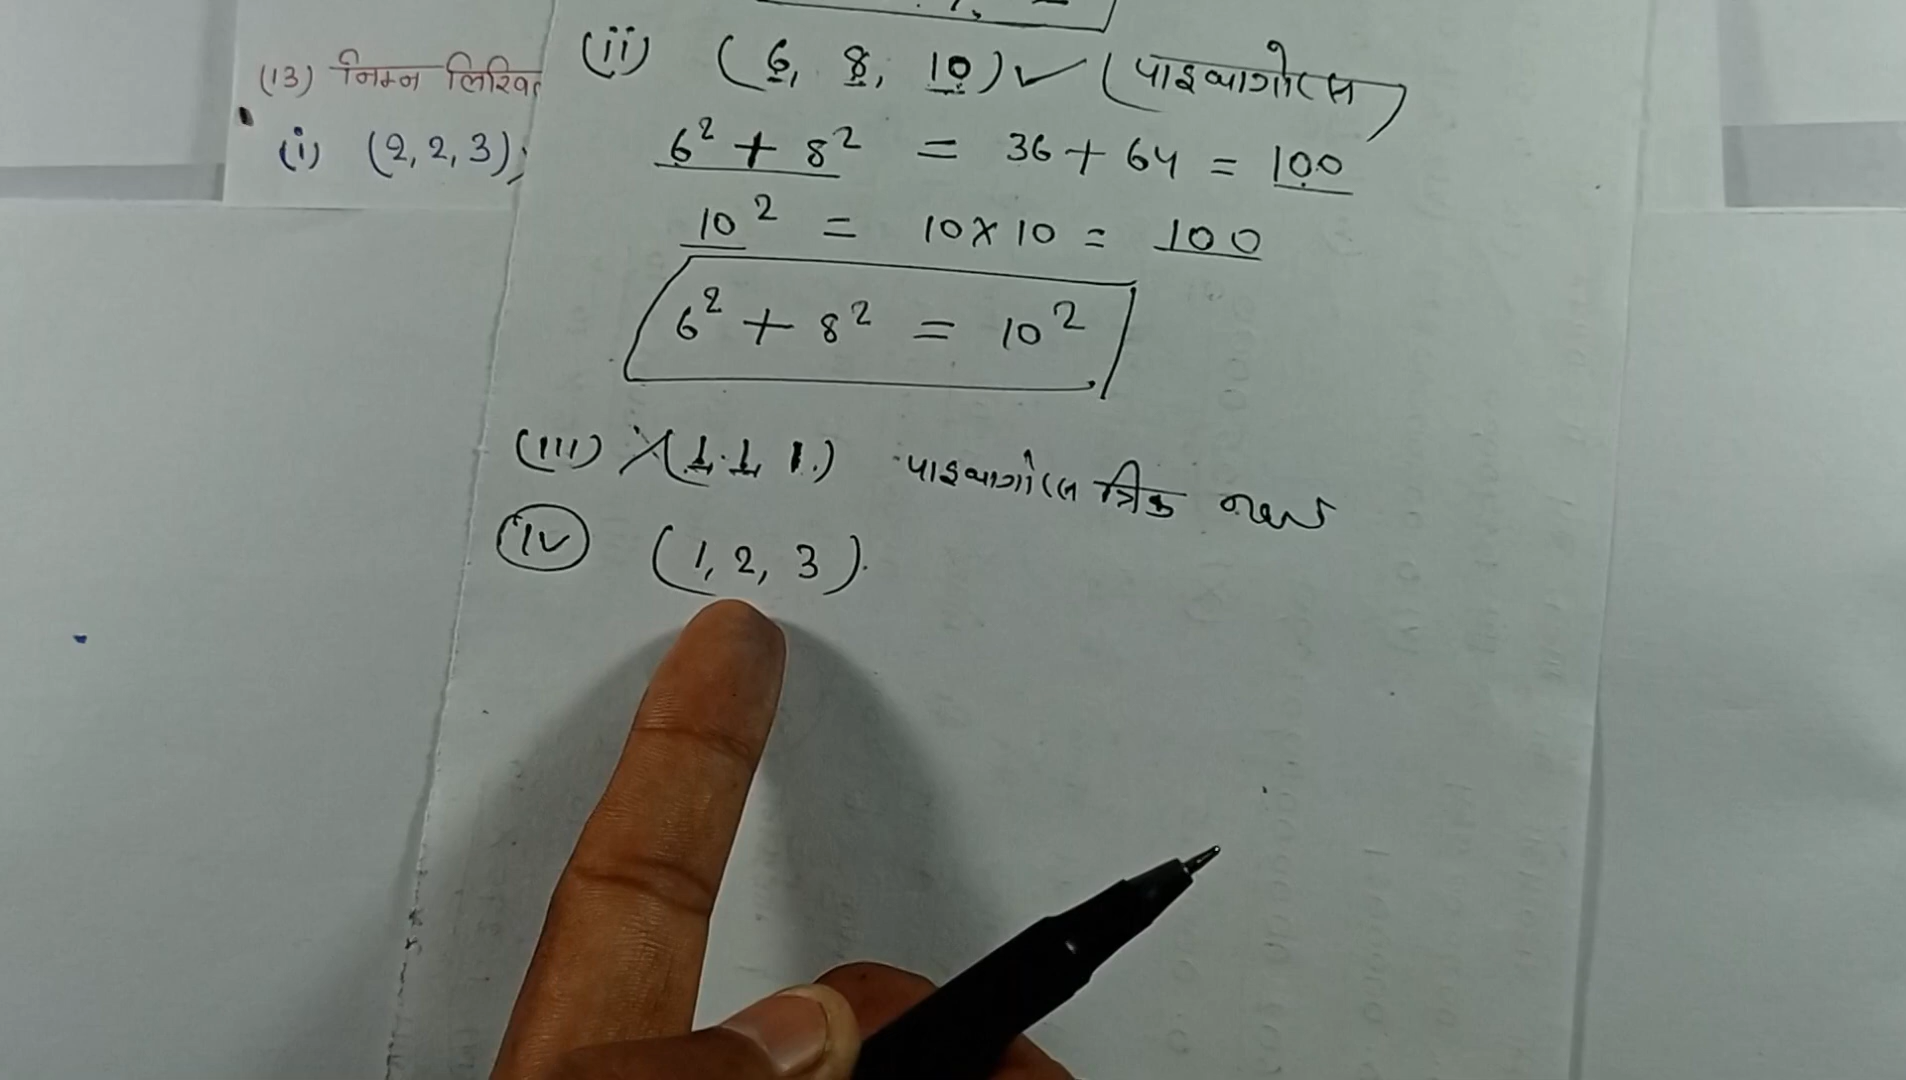 (13) निम्न लिखि
(i) (2, 2, 3),
(ii) (6, 8, 10) ✓ (पाइथागोरस)
6² + 8² = 36 + 64 = 100
10² = 10 × 10 = 100
6² + 8² = 10²
(iii) ×(1. 1, 1.) पाइथागोरस त्रिक नहीं
(iv) (1, 2, 3).